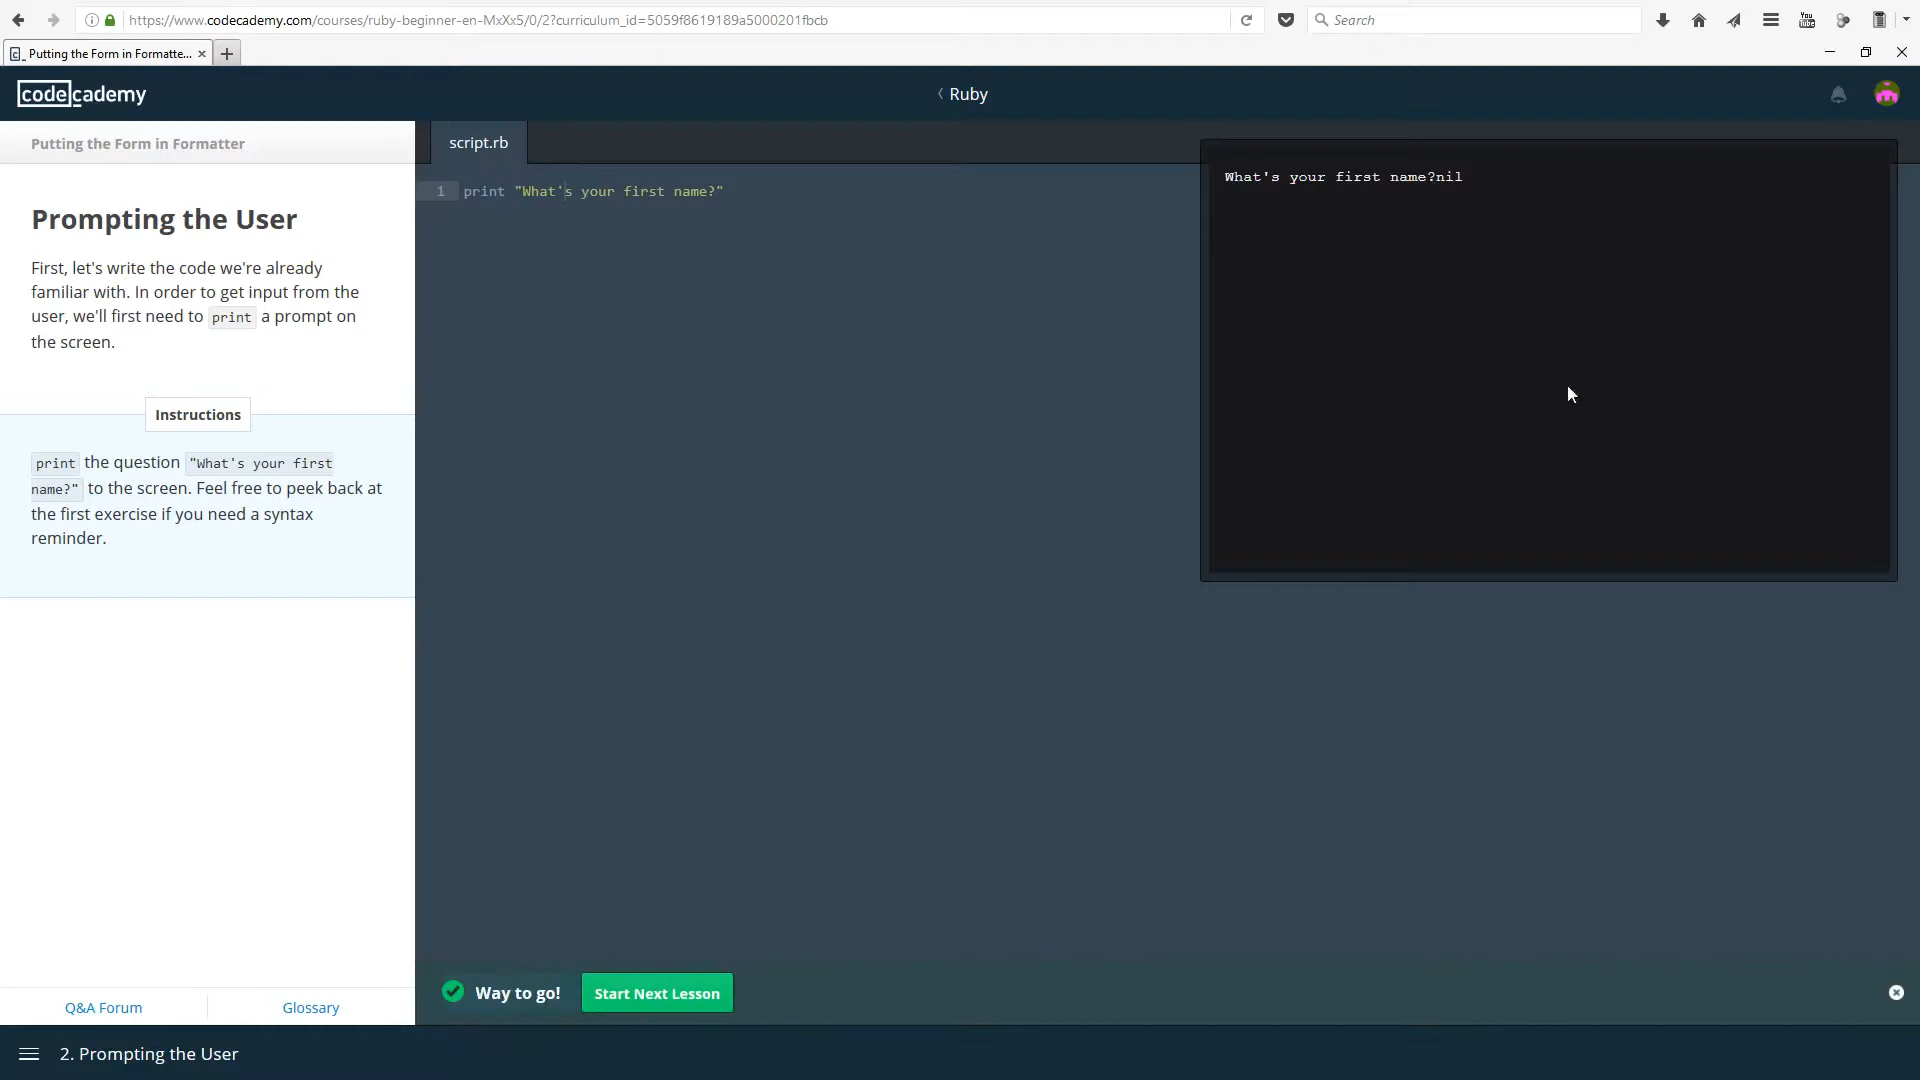 https://www.codecademy.com/courses/ruby-beginner-en-MxXx5/0/2?curriculum_id=5059f8619189a5000201fbcb
Search
You
Tube
Putting the Form in Formatte...
codecademy
Ruby
Putting the Form in Formatter
script.rb
1 print "What's your first name?"
What's your first name?nil
Prompting the User
First, let's write the code we're already
familiar with. In order to get input from the
user, we'll first need to print a prompt on
the screen.
Instructions
print the question "What's your first
name?" to the screen. Feel free to peek back at
the first exercise if you need a syntax
reminder.
Way to go!
Start Next Lesson
Q&A Forum
Glossary
2. Prompting the User